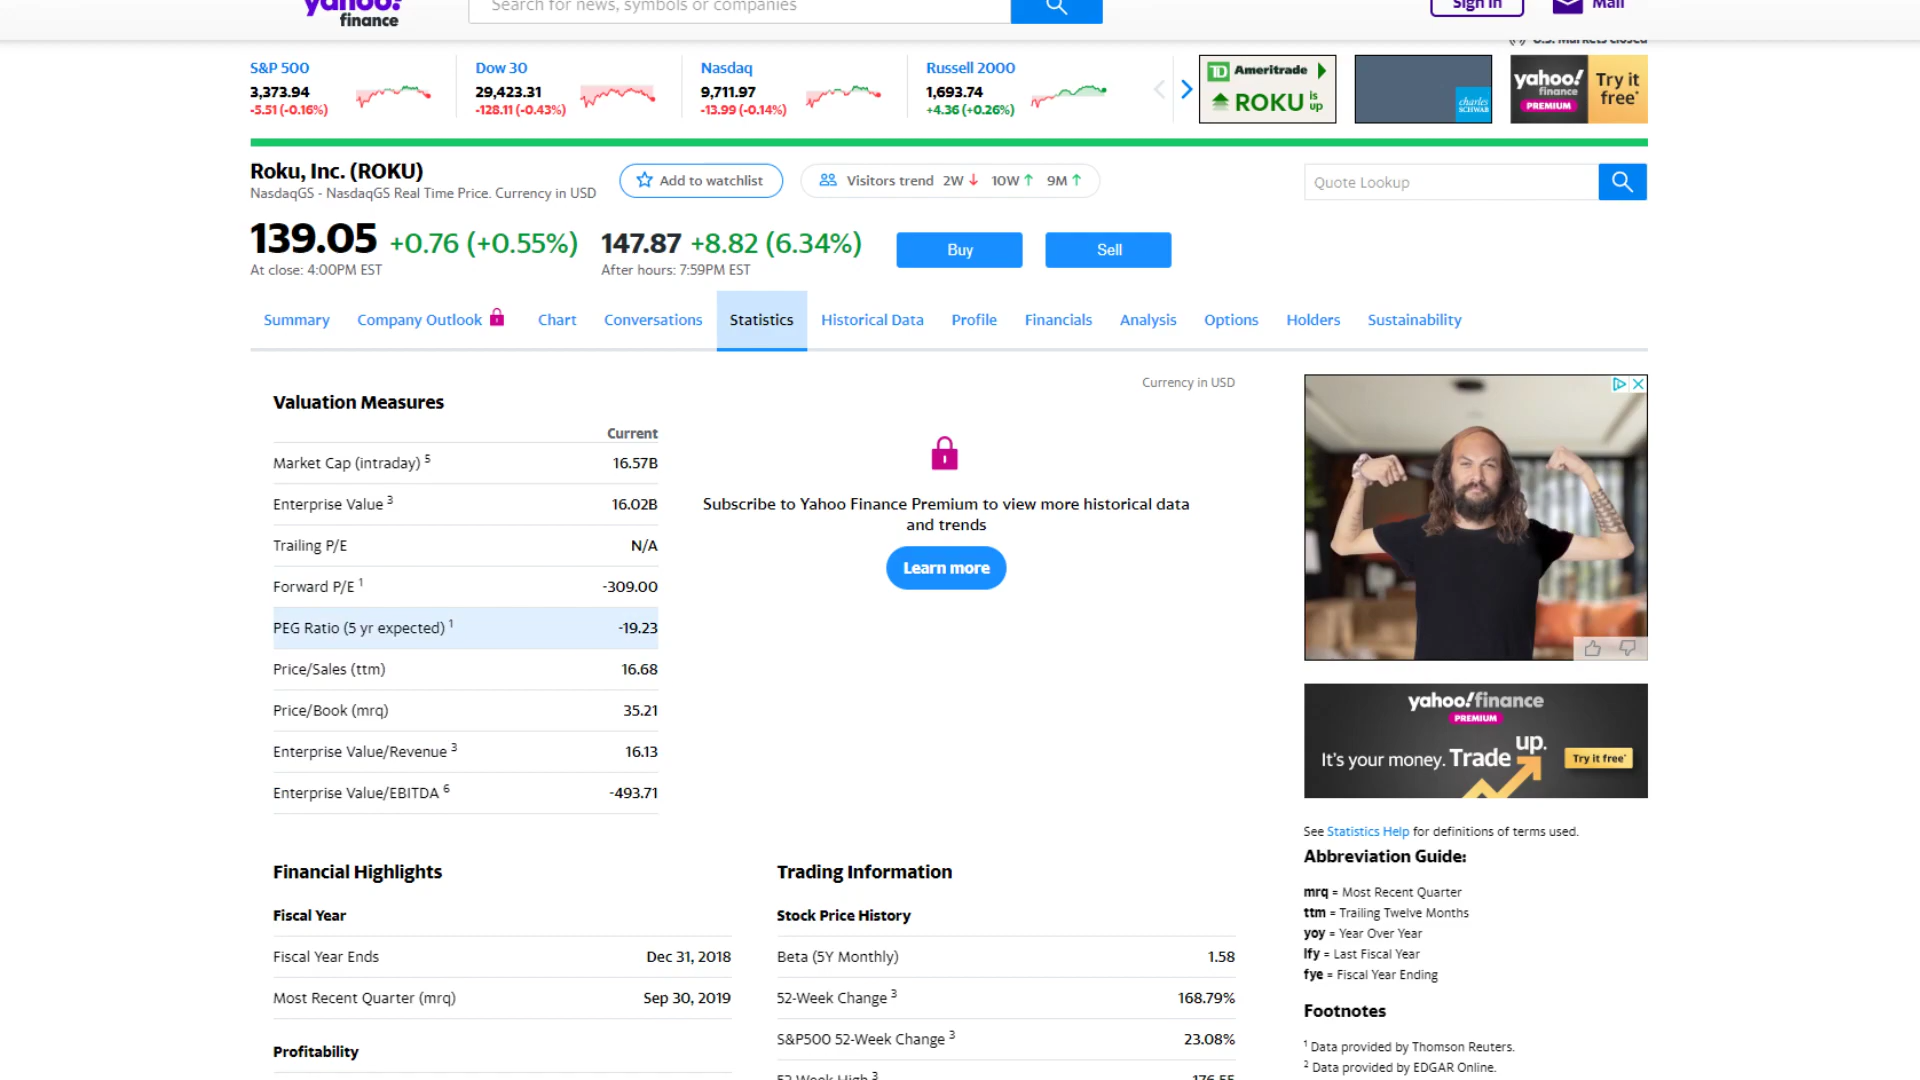 yahoo!
finance
Search for news, symbols or companies
Sign in
Mail
U.S. Markets closed
S&P 500
3,373.94
-5.51 (-0.16%)
Dow 30
29,423.31
-128.11 (-0.43%)
Nasdaq
9,711.97
-13.99 (-0.14%)
Russell 2000
1,693.74
+4.36 (+0.26%)
TD Ameritrade
ROKU is up
charles
SCHWAB
yahoo!
finance
PREMIUM
Try it
free*
Roku, Inc. (ROKU)
NasdaqGS - NasdaqGS Real Time Price. Currency in USD
Add to watchlist
Visitors trend 2W ↓ 10W ↑ 9M ↑
Quote Lookup
139.05 +0.76 (+0.55%)
At close: 4:00PM EST
147.87 +8.82 (6.34%)
After hours: 7:59PM EST
Buy
Sell
Summary
Company Outlook
Chart
Conversations
Statistics
Historical Data
Profile
Financials
Analysis
Options
Holders
Sustainability
Currency in USD
Valuation Measures
Current
Market Cap (intraday) 5 16.57B
Enterprise Value 3 16.02B
Trailing P/E N/A
Forward P/E 1 -309.00
PEG Ratio (5 yr expected) 1 -19.23
Price/Sales (ttm) 16.68
Price/Book (mrq) 35.21
Enterprise Value/Revenue 3 16.13
Enterprise Value/EBITDA 6 -493.71
Subscribe to Yahoo Finance Premium to view more historical data
and trends
Learn more
yahoo!finance
PREMIUM
It's your money. Trade up.
Try it free*
See Statistics Help for definitions of terms used.
Abbreviation Guide:
mrq = Most Recent Quarter
ttm = Trailing Twelve Months
yoy = Year Over Year
lfy = Last Fiscal Year
fye = Fiscal Year Ending
Footnotes
1 Data provided by Thomson Reuters.
2 Data provided by EDGAR Online.
Financial Highlights
Fiscal Year
Fiscal Year Ends Dec 31, 2018
Most Recent Quarter (mrq) Sep 30, 2019
Profitability
Trading Information
Stock Price History
Beta (5Y Monthly) 1.58
52-Week Change 3 168.79%
S&P500 52-Week Change 3 23.08%
52 Week High 3 176.55